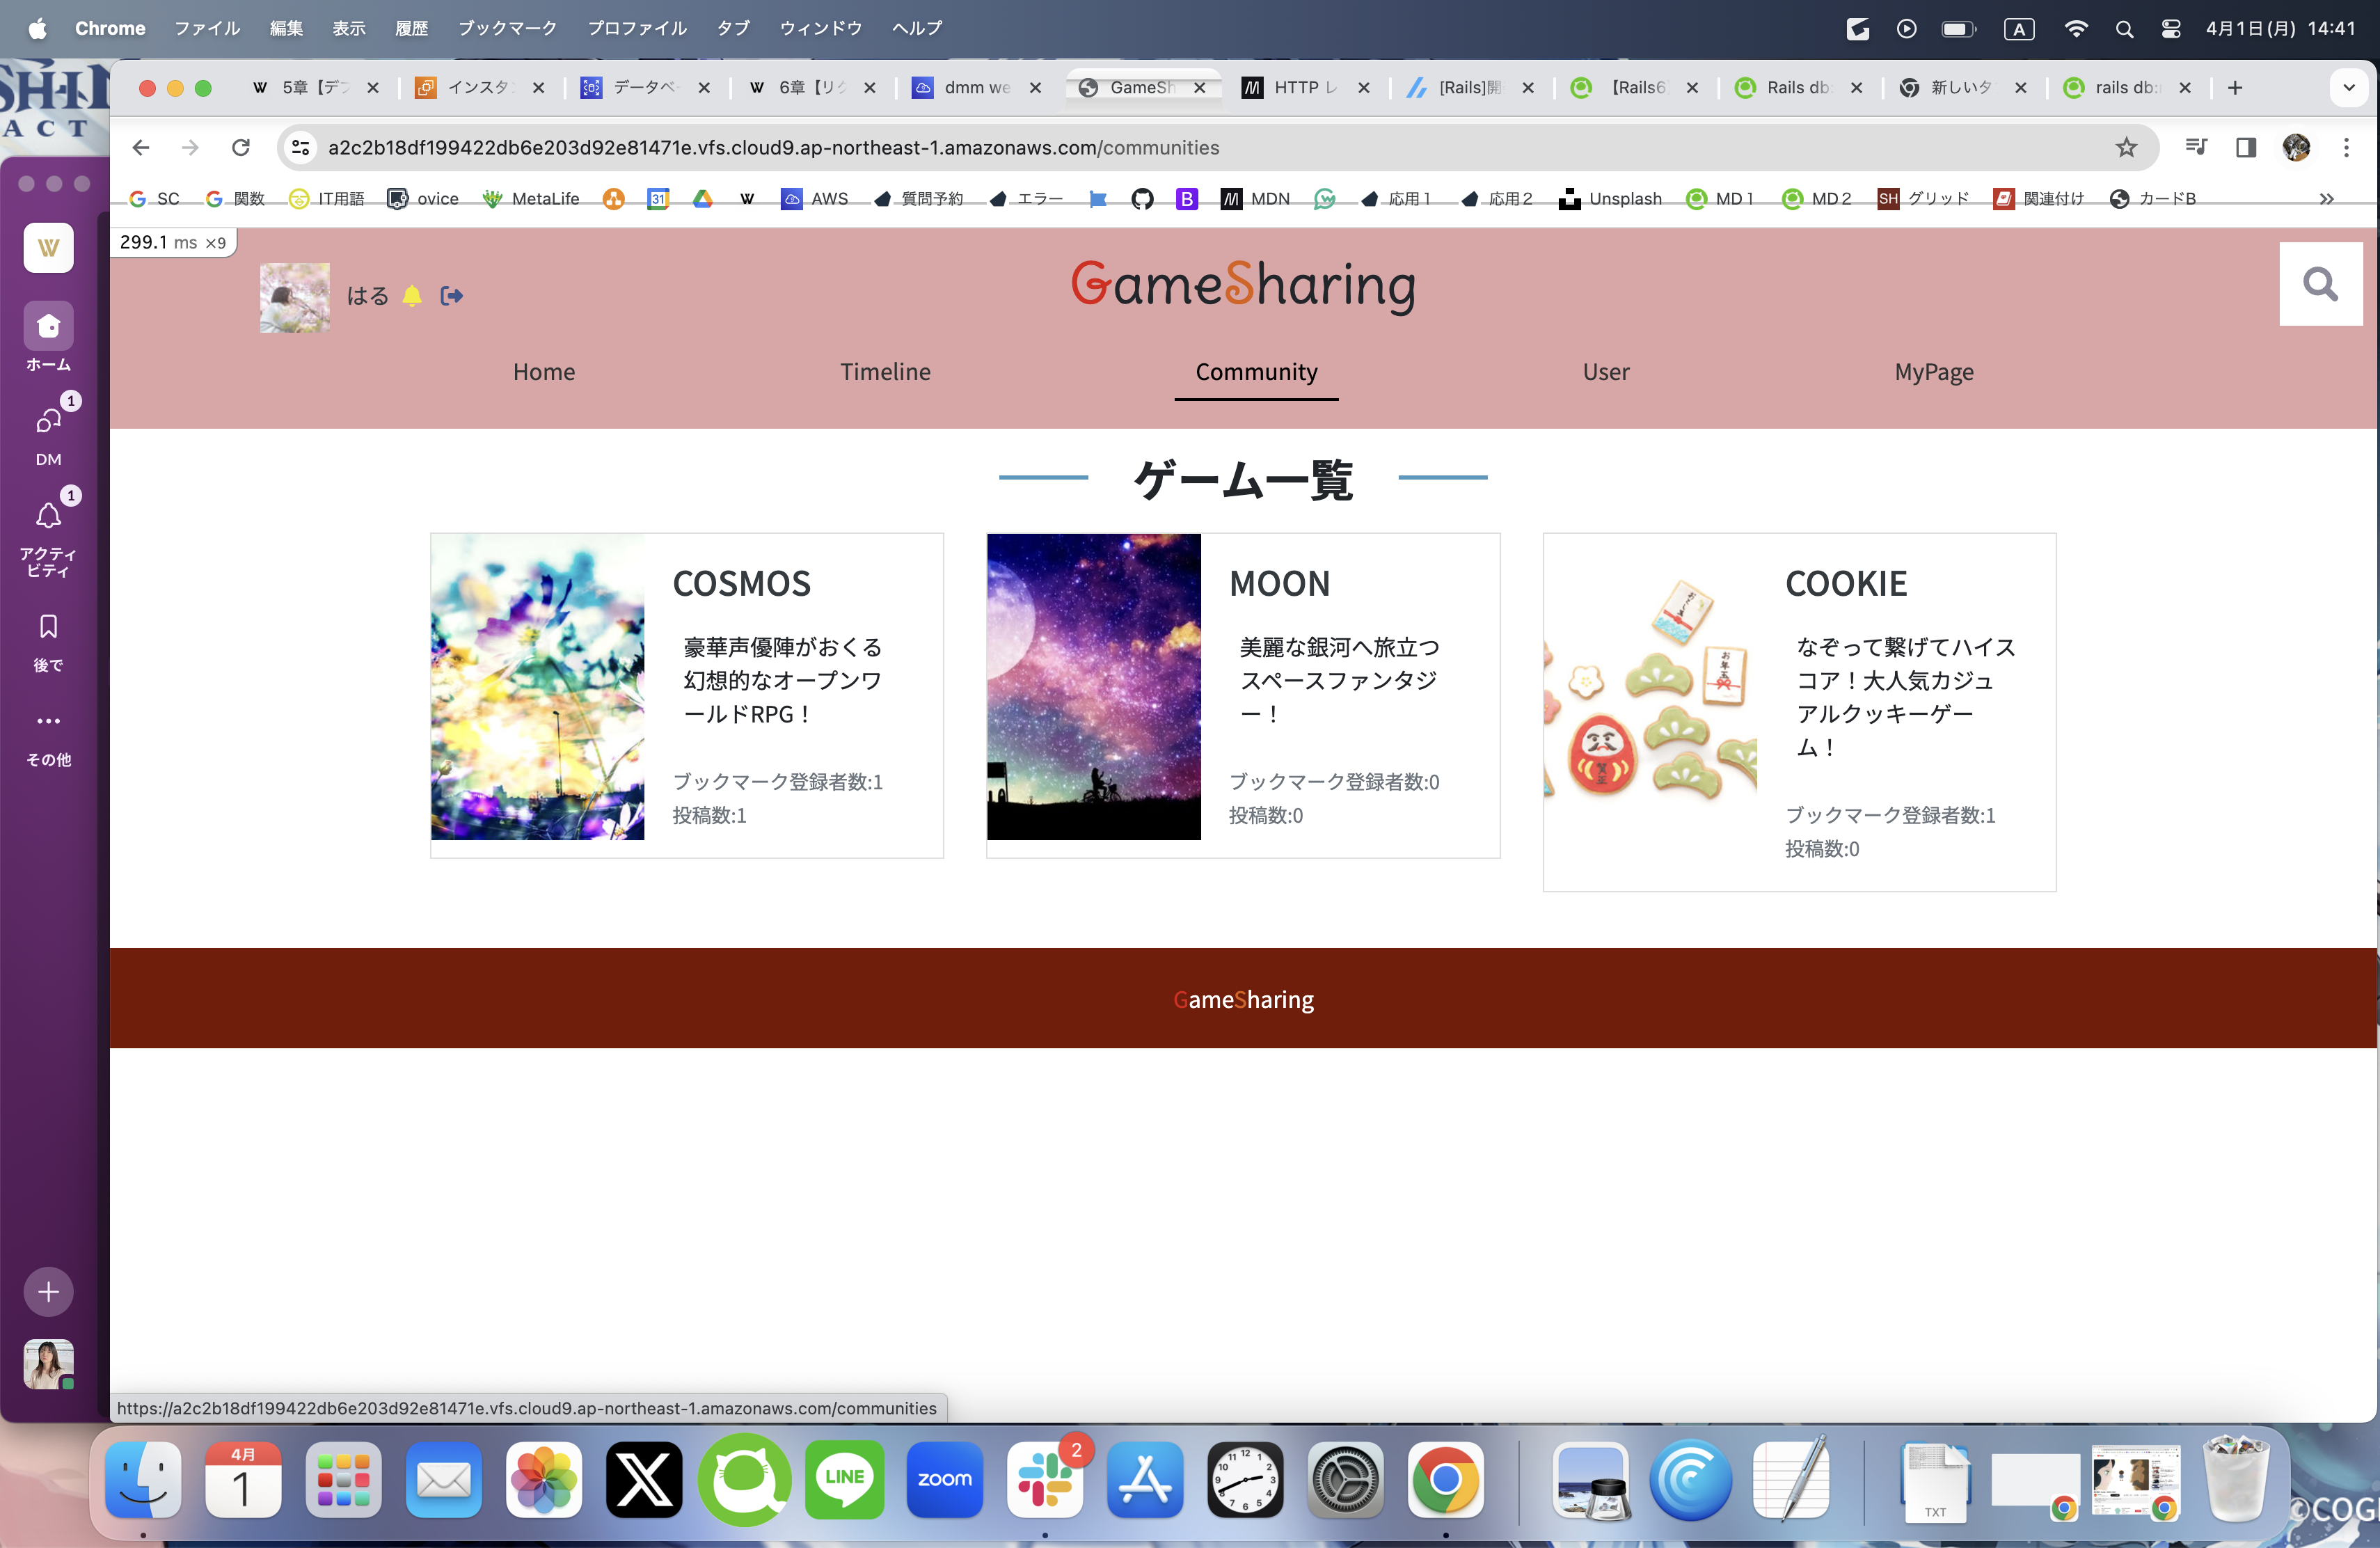 Chrome ファイル 編集 表示 履歴 ブックマーク プロファイル タブ ウィンドウ ヘルプ A 4月1日(月) 14:41
5章【デフ インスタン データベー 6章【リク dmm we GameSh HTTP レ [Rails]開 【Rails6 Rails db: 新しいタ rails db:
a2c2b18df199422db6e203d92e81471e.vfs.cloud9.ap-northeast-1.amazonaws.com/communities
SC 関数 IT用語 ovice MetaLife 31 W AWS 質問予約 エラー B MDN 応用1 応用2 Unsplash MD1 MD2 SH グリッド 関連付け カードB »
299.1 ms ×9
はる
GameSharing
Home Timeline Community User MyPage
ゲーム一覧
COSMOS
豪華声優陣がおくる
幻想的なオープンワ
ールドRPG！
ブックマーク登録者数:1
投稿数:1
MOON
美麗な銀河へ旅立つ
スペースファンタジ
ー！
ブックマーク登録者数:0
投稿数:0
COOKIE
なぞって繋げてハイス
コア！大人気カジュ
アルクッキーゲー
ム！
ブックマーク登録者数:1
投稿数:0
GameSharing
https://a2c2b18df199422db6e203d92e81471e.vfs.cloud9.ap-northeast-1.amazonaws.com/communities
W
ホーム
1
DM
1
アクティ
ビティ
後で
その他
ACT
4月
1
LINE
zoom
2
TXT
©COG